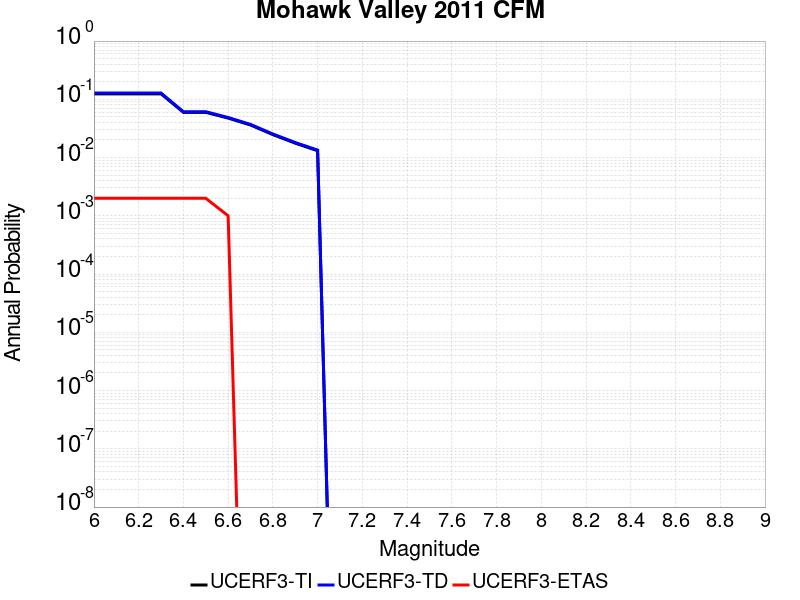 Mohawk Valley 2011 CFM
10^0
10^-1
10^-2
10^-3
10^-4
10^-5
10^-6
10^-7
10^-8
Annual Probability
6 6.2 6.4 6.6 6.8 7 7.2 7.4 7.6 7.8 8 8.2 8.4 8.6 8.8 9
Magnitude
UCERF3-TI UCERF3-TD UCERF3-ETAS